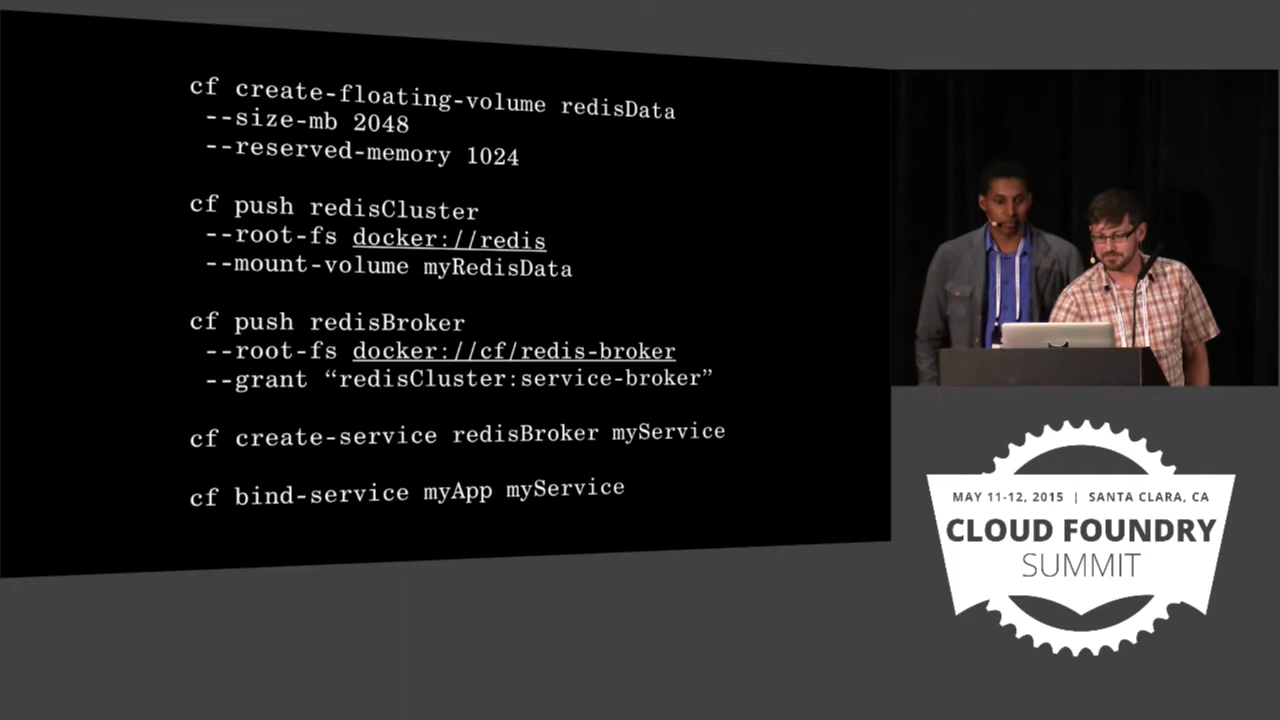 cf create-floating-volume redisData
--size-mb 2048
--reserved-memory 1024
cf push redisCluster
--root-fs docker://redis
--mount-volume myRedisData
cf push redisBroker
--root-fs docker://cf/redis-broker
--grant “redisCluster:service-broker”
cf create-service redisBroker myService
cf bind-service myApp myService
MAY 11-12, 2015 | SANTA CLARA, CA
CLOUD FOUNDRY
SUMMIT